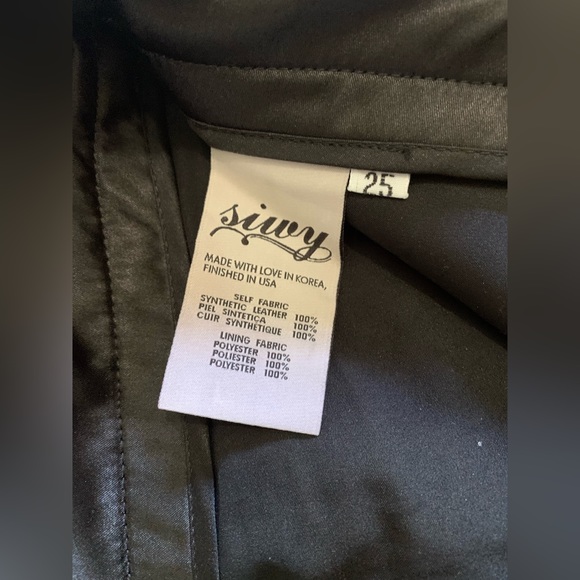 25
siwy
MADE WITH LOVE IN KOREA,
FINISHED IN USA
SELF FABRIC
SYNTHETIC LEATHER 100%
PIEL SINTETICA 100%
CUIR SYNTHETIQUE 100%
LINING FABRIC
POLYESTER 100%
POLIESTER 100%
POLYESTER 100%